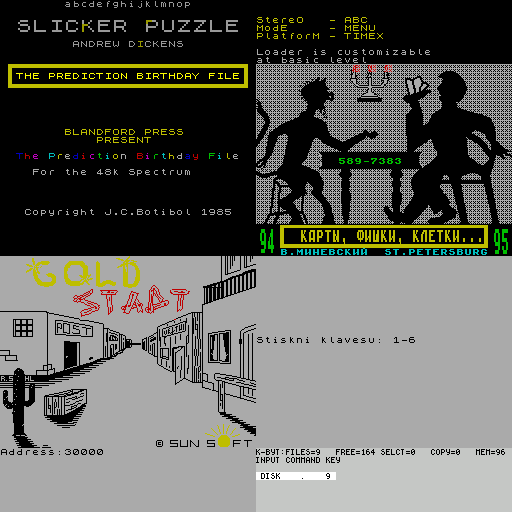 abcdefghijklmnop
SLICKER PUZZLE
ANDREW DICKENS
THE PREDICTION BIRTHDAY FILE
BLANDFORD PRESS
PRESENT
The Prediction Birthday File
For the 48k Spectrum
Copyright J.C.Botibol 1985
StereO - ABC
ModE - MENU
PlatforM - TIMEX
Loader is customizable
at basic level
589-7383
94 КАРТИ, ФИШКИ, КЛЕТКИ... 95
В.МИНЕВСКИЙ ST.PETERSBURG
GOLD
START
POST
© SUN SOFT
Address:30000
Stiskni klavesu: 1-6
K-BYT:FILES=9 FREE=164 SELCT=0 COPY=0 MEM=96
INPUT COMMAND KEY
DISK . 9